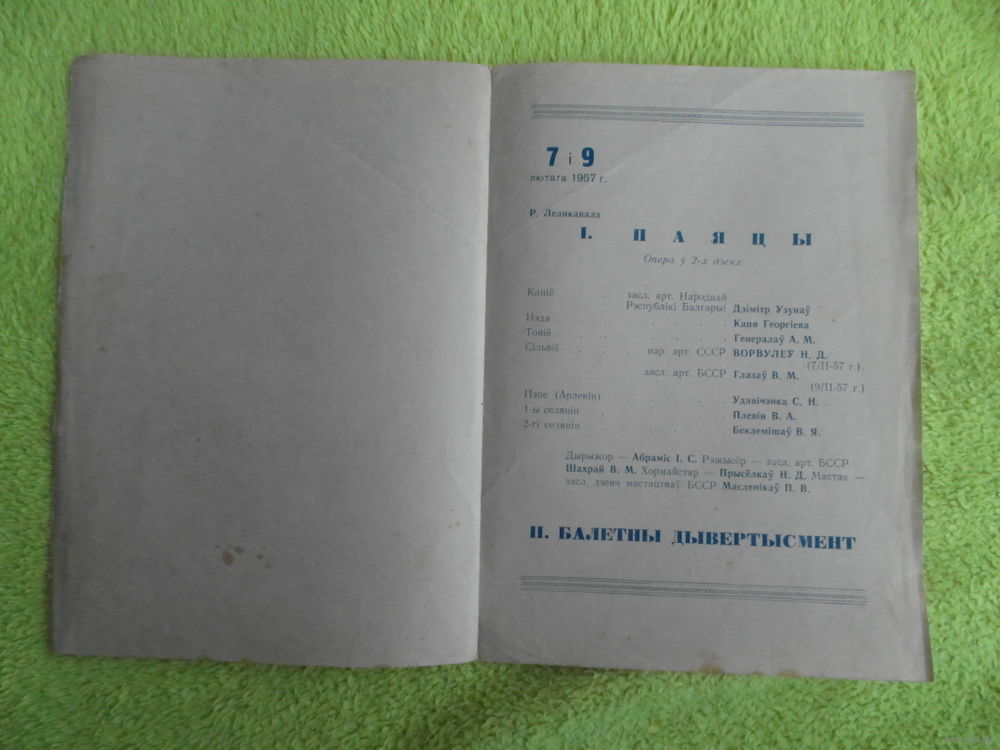 7 і 9
лютага 1957 г.
Р. Леанкавала
I. ПАЯЦЫ
Опера ў 2-х дзеях
Каніё . . . . засл. арт. Народнай
Рэспублікі Балгарыі Дзімітр Узунаў
Нэда . . . . . . . Капя Георгіева
Тоніё . . . . . . . Генералаў А. М.
Сільвіё . . . нар. арт. СССР ВОРВУЛЕЎ Н. Д.
(7/II-57 г.).
засл. арт. БССР Глазаў В. М.
(9/II-57 г.)
Пэпе (Арлекін) . . . . . Удавічэнка С. Н.
1-ы селянін . . . . . . Плевін В. А.
2-гі селянін . . . . . . Беклемішаў В. Я.
Дырыжор — Абраміс І. С. Рэжысёр — засл. арт. БССР
Шахрай В. М. Хормайстар — Прысёлкаў Н. Д. Мастак —
засл. дзеяч мастацтваў БССР Масленікаў П. В.
II. БАЛЕТНЫ ДЫВЕРТЫСМЕНТ